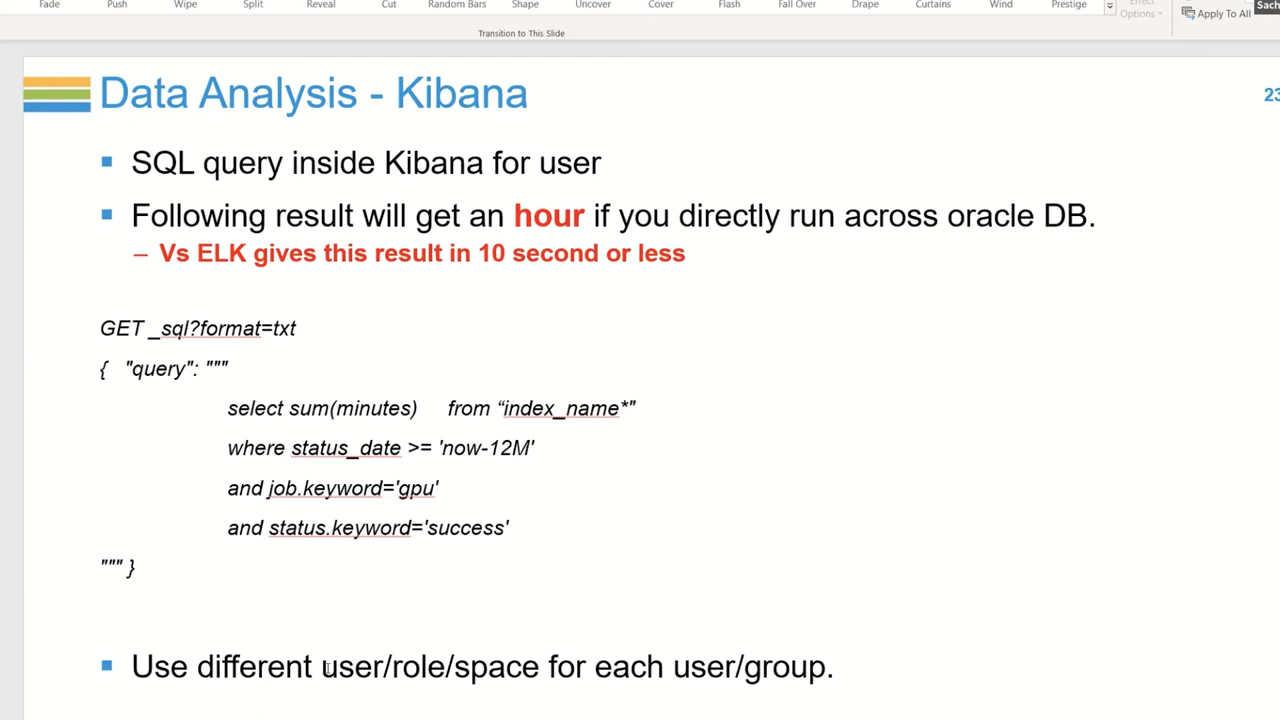 Fade Push Wipe Split Reveal Cut Random Bars Shape Uncover Cover Flash Fall Over Drape Curtains Wind Prestige
Effect
Options
Apply To All
Sach
Transition to This Slide
Data Analysis - Kibana
23
▪ SQL query inside Kibana for user
▪ Following result will get an hour if you directly run across oracle DB.
– Vs ELK gives this result in 10 second or less
GET _sql?format=txt
{ "query": """
select sum(minutes) from “index_name*"
where status_date >= 'now-12M'
and job.keyword='gpu'
and status.keyword='success'
""" }
▪ Use different user/role/space for each user/group.